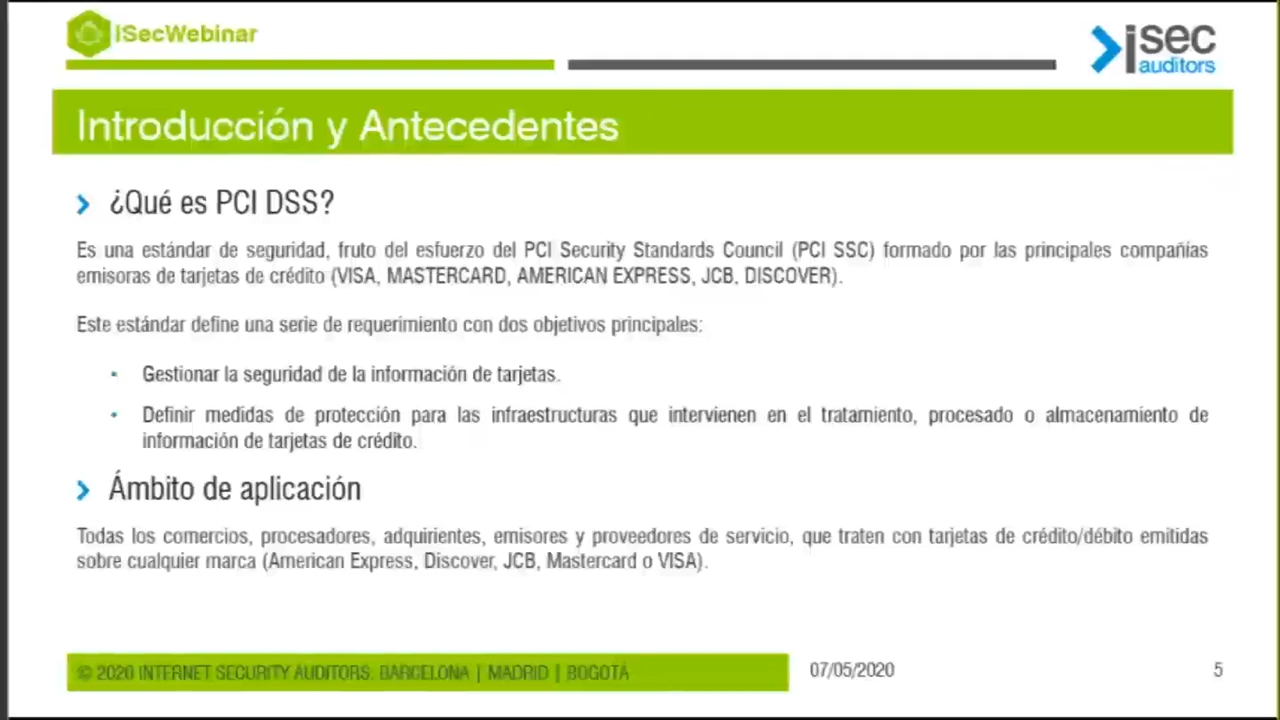 ISecWebinar
isec
auditors
Introducción y Antecedentes
¿Qué es PCI DSS?
Es una estándar de seguridad, fruto del esfuerzo del PCI Security Standards Council (PCI SSC) formado por las principales compañías
emisoras de tarjetas de crédito (VISA, MASTERCARD, AMERICAN EXPRESS, JCB, DISCOVER).
Este estándar define una serie de requerimiento con dos objetivos principales:
• Gestionar la seguridad de la información de tarjetas.
• Definir medidas de protección para las infraestructuras que intervienen en el tratamiento, procesado o almacenamiento de
información de tarjetas de crédito.
Ámbito de aplicación
Todas los comercios, procesadores, adquirientes, emisores y proveedores de servicio, que traten con tarjetas de crédito/débito emitidas
sobre cualquier marca (American Express, Discover, JCB, Mastercard o VISA).
© 2020 INTERNET SECURITY AUDITORS: BARCELONA | MADRID | BOGOTÁ
07/05/2020
5